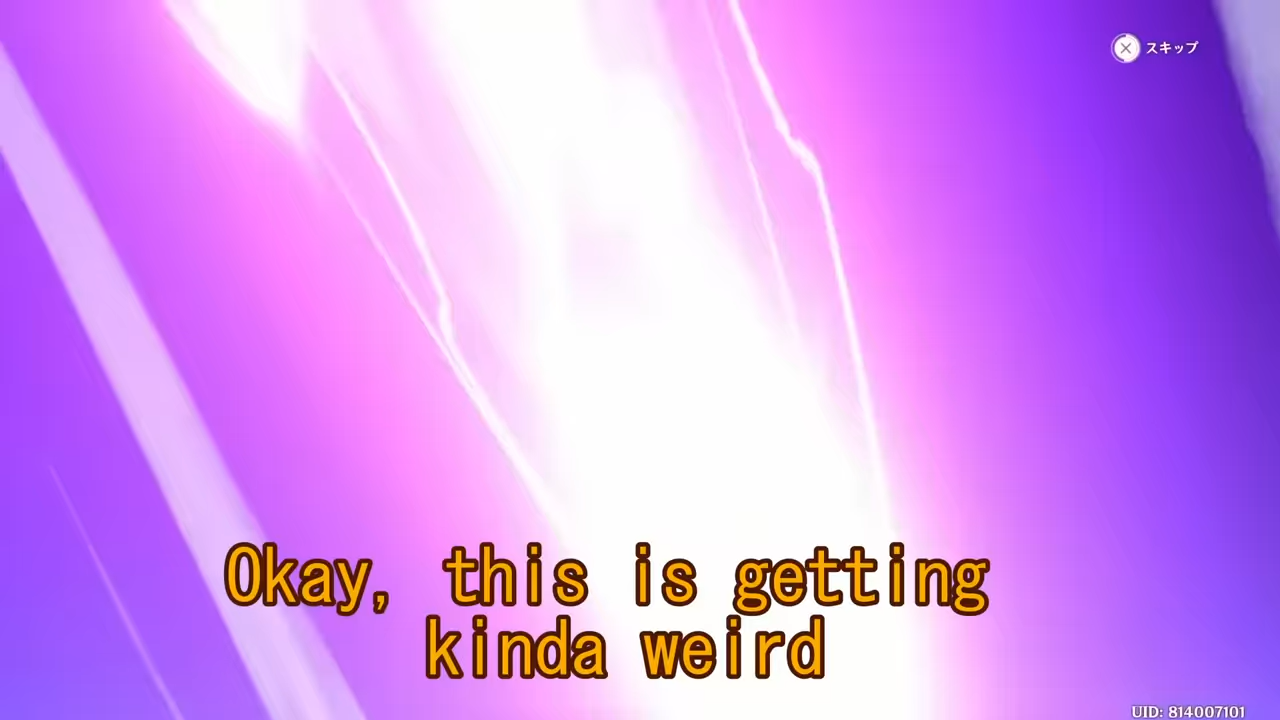 スキップ
Okay, this is getting
kinda weird
UID: 814007101